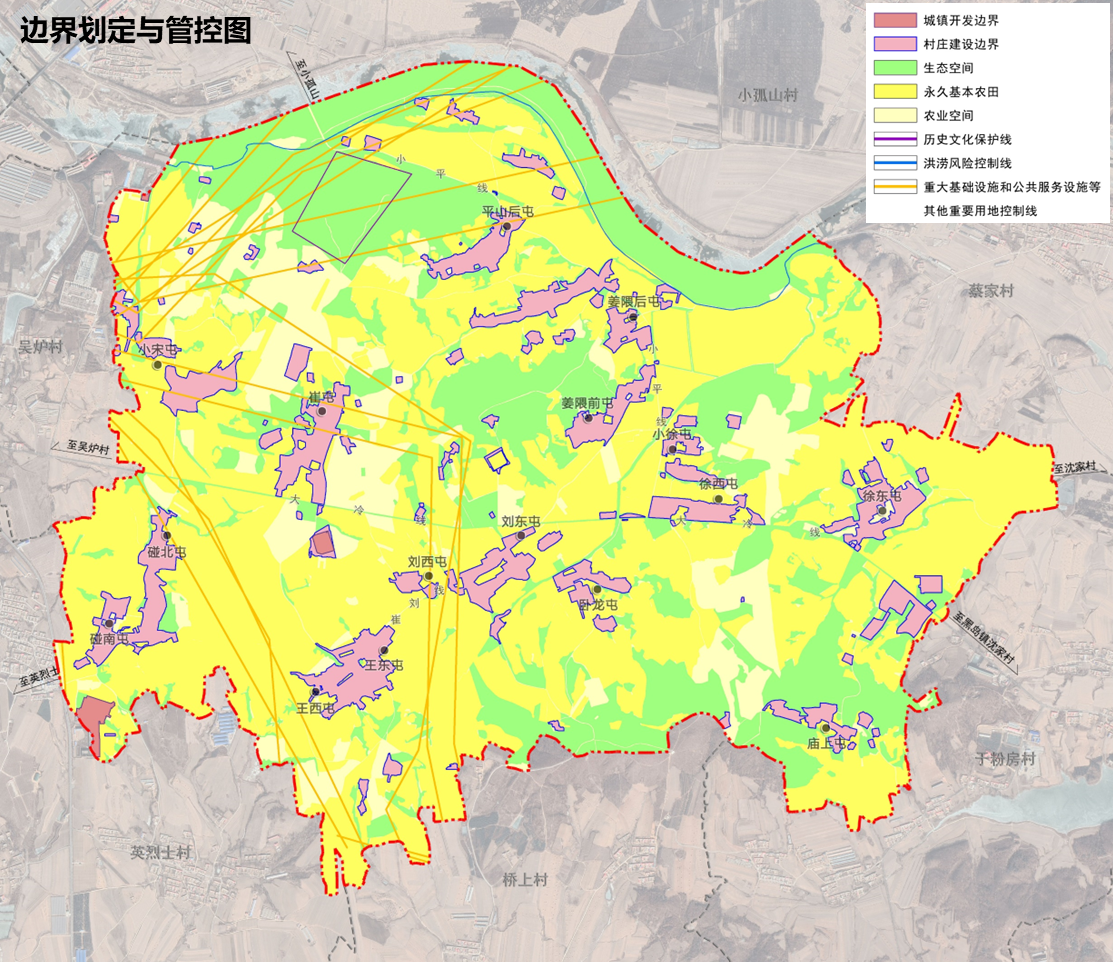 边界划定与管控图
城镇开发边界
村庄建设边界
生态空间
永久基本农田
农业空间
历史文化保护线
洪涝风险控制线
重大基础设施和公共服务设施等
其他重要用地控制线
至小孤山
小孤山村
小
平
线
平山后屯
蔡家村
姜隈后屯
吴炉村
小宋屯
小
平
线
崔屯
姜隈前屯
小徐屯
至吴炉村
至沈家村
徐西屯
徐东屯
大
冷
线
大
冷
线
刘东屯
碰北屯
刘西屯
刘
线
崔
卧龙屯
碰南屯
至黑岛镇沈家村
王东屯
至英烈士
王西屯
庙上屯
于粉房村
英烈士村
桥上村